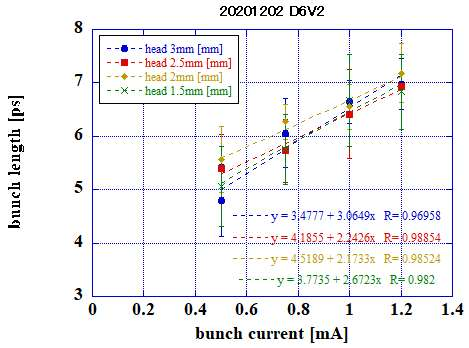 20201202 D6V2
8
7
6
5
4
3
bunch length [ps]
head 3mm [mm]
head 2.5mm [mm]
head 2mm [mm]
head 1.5mm [mm]
y = 3.4777 + 3.0649x R= 0.96958
y = 4.1855 + 2.2426x R= 0.98854
y = 4.5189 + 2.1733x R= 0.98524
y = 3.7735 + 2.6723x R= 0.982
0 0.2 0.4 0.6 0.8 1 1.2 1.4
bunch current [mA]